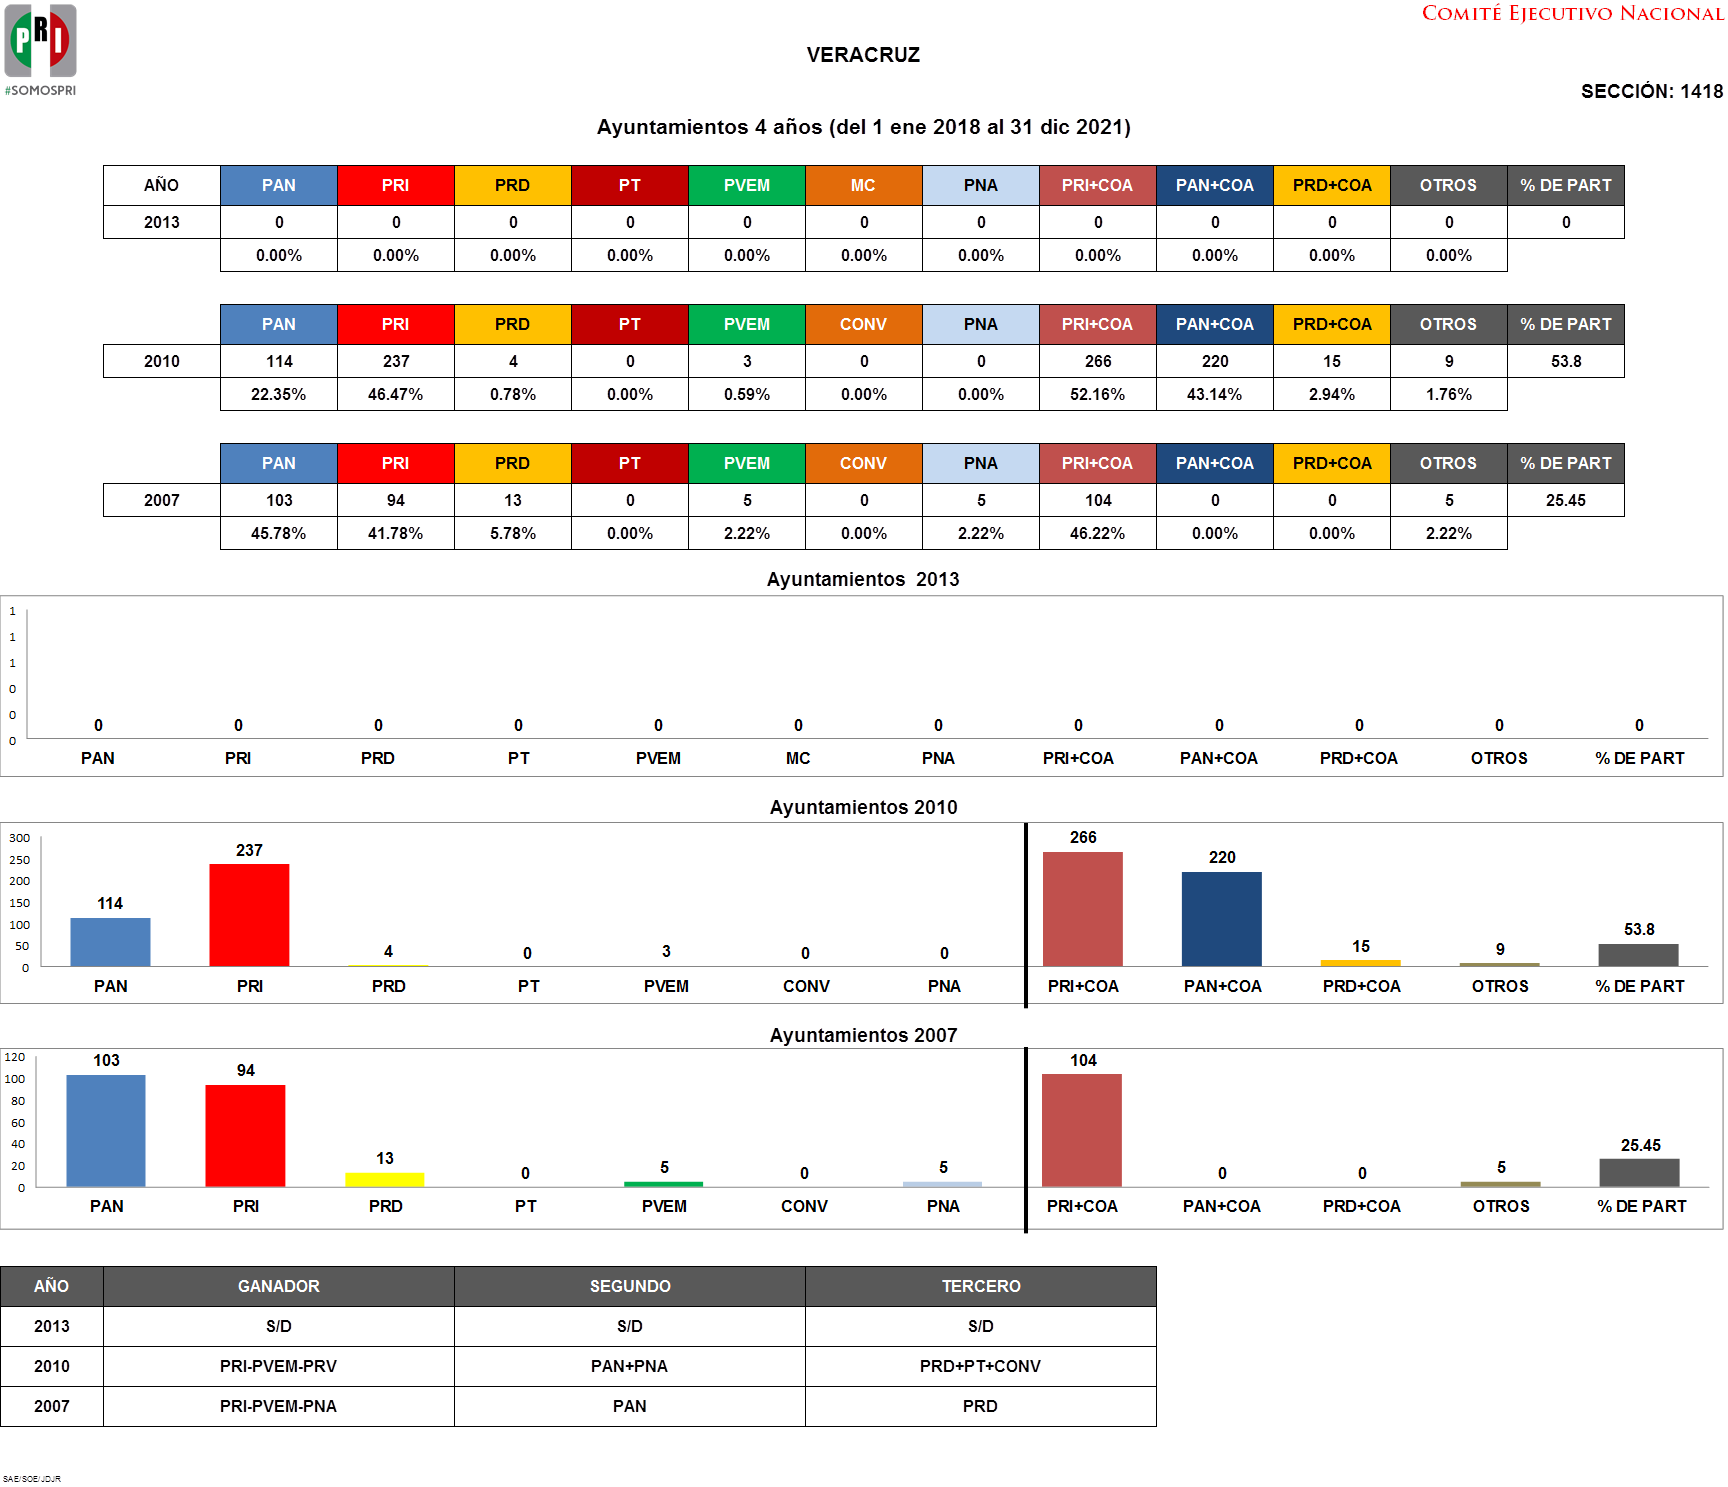 PRI
#SOMOSPRI
COMITÉ EJECUTIVO NACIONAL
VERACRUZ
SECCIÓN: 1418
Ayuntamientos 4 años (del 1 ene 2018 al 31 dic 2021)
AÑO PAN PRI PRD PT PVEM MC PNA PRI+COA PAN+COA PRD+COA OTROS % DE PART
2013 0 0 0 0 0 0 0 0 0 0 0 0
0.00% 0.00% 0.00% 0.00% 0.00% 0.00% 0.00% 0.00% 0.00% 0.00% 0.00%
PAN PRI PRD PT PVEM CONV PNA PRI+COA PAN+COA PRD+COA OTROS % DE PART
2010 114 237 4 0 3 0 0 266 220 15 9 53.8
22.35% 46.47% 0.78% 0.00% 0.59% 0.00% 0.00% 52.16% 43.14% 2.94% 1.76%
PAN PRI PRD PT PVEM CONV PNA PRI+COA PAN+COA PRD+COA OTROS % DE PART
2007 103 94 13 0 5 0 5 104 0 0 5 25.45
45.78% 41.78% 5.78% 0.00% 2.22% 0.00% 2.22% 46.22% 0.00% 0.00% 2.22%
Ayuntamientos 2013
1
1
1
0
0
0
0 0 0 0 0 0 0 0 0 0 0 0
PAN PRI PRD PT PVEM MC PNA PRI+COA PAN+COA PRD+COA OTROS % DE PART
Ayuntamientos 2010
300
250
200
150
100
50
0
114 237 4 0 3 0 0 266 220 15 9 53.8
PAN PRI PRD PT PVEM CONV PNA PRI+COA PAN+COA PRD+COA OTROS % DE PART
Ayuntamientos 2007
120
100
80
60
40
20
0
103 94 13 0 5 0 5 104 0 0 5 25.45
PAN PRI PRD PT PVEM CONV PNA PRI+COA PAN+COA PRD+COA OTROS % DE PART
AÑO GANADOR SEGUNDO TERCERO
2013 S/D S/D S/D
2010 PRI-PVEM-PRV PAN+PNA PRD+PT+CONV
2007 PRI-PVEM-PNA PAN PRD
SAE/SOE/JDJR